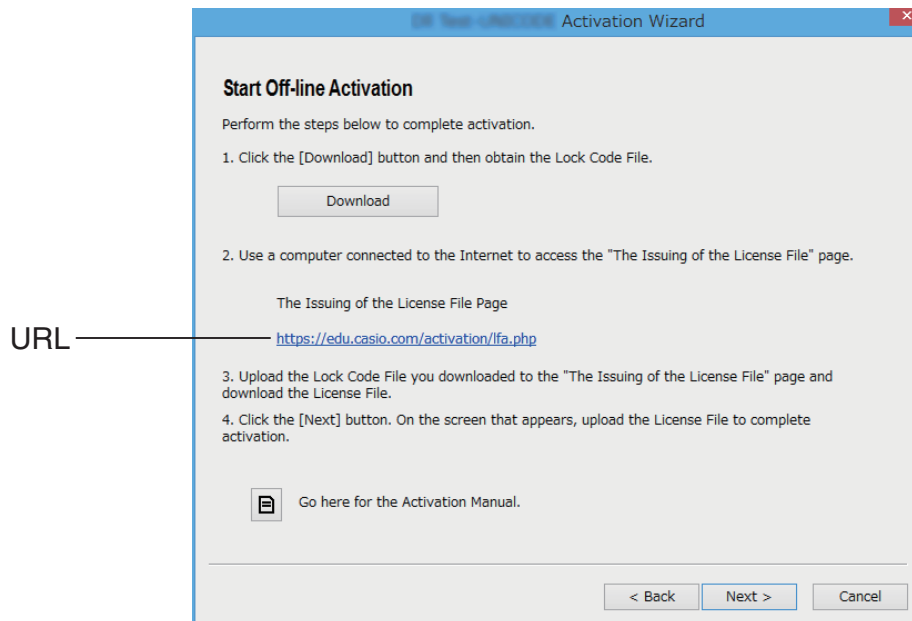 Activation Wizard
Start Off-line Activation
Perform the steps below to complete activation.
1. Click the [Download] button and then obtain the Lock Code File.
Download
2. Use a computer connected to the Internet to access the "The Issuing of the License File" page.
The Issuing of the License File Page
URL
https://edu.casio.com/activation/lfa.php
3. Upload the Lock Code File you downloaded to the "The Issuing of the License File" page and
download the License File.
4. Click the [Next] button. On the screen that appears, upload the License File to complete
activation.
Go here for the Activation Manual.
< Back Next > Cancel